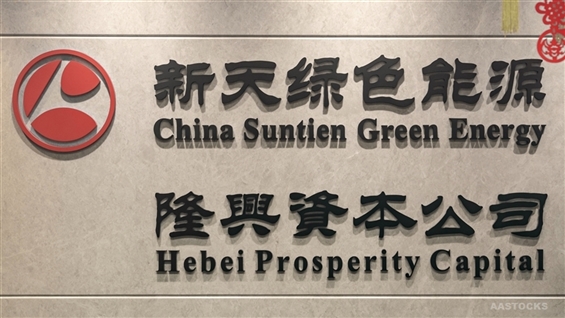 新天绿色能源
China Suntien Green Energy
隆興資本公司
Hebei Prosperity Capital
AASTOCKS